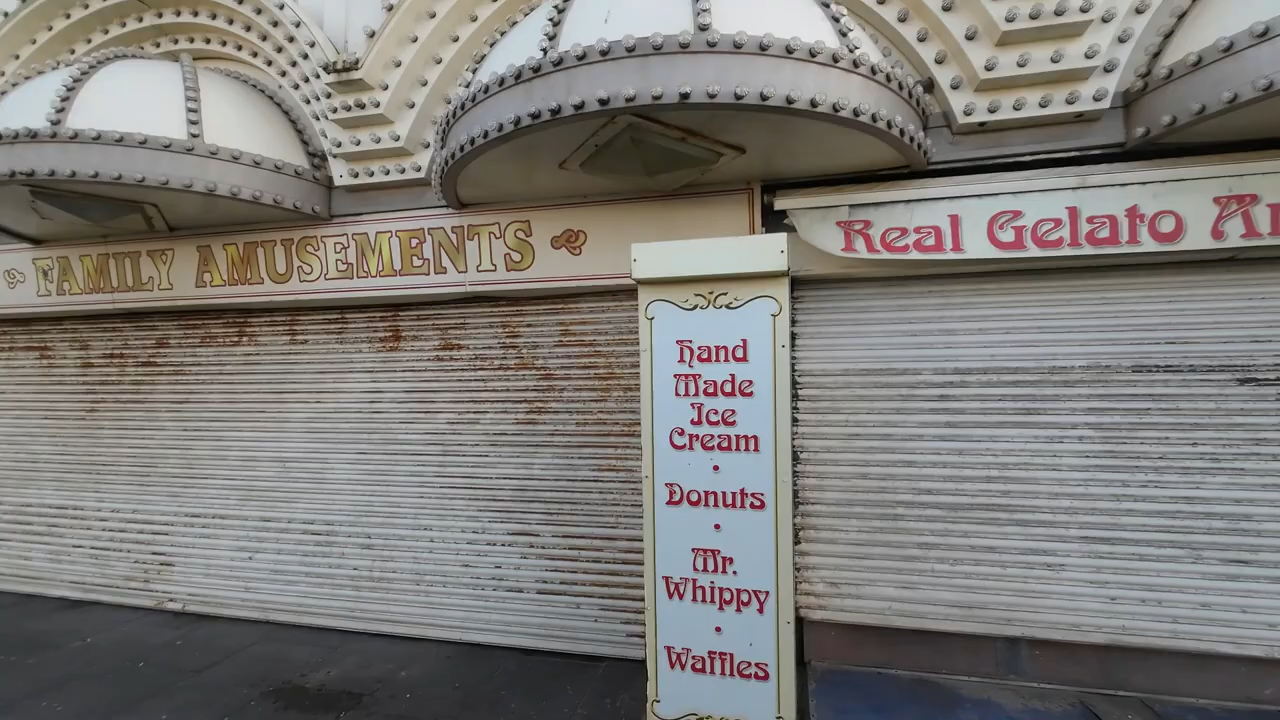 FAMILY AMUSEMENTS
Real Gelato
Hand
Made
Ice
Cream
•
Donuts
•
Mr.
Whippy
•
Waffles